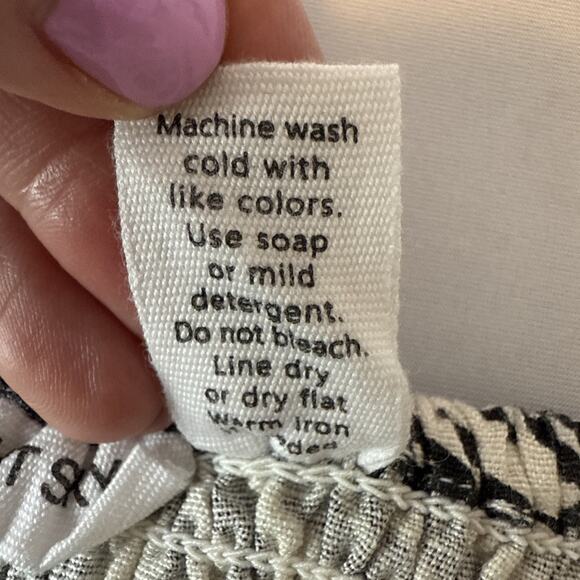 Machine wash
cold with
like colors.
Use soap
or mild
detergent.
Do not bleach.
Line dry
or dry flat
Warm iron